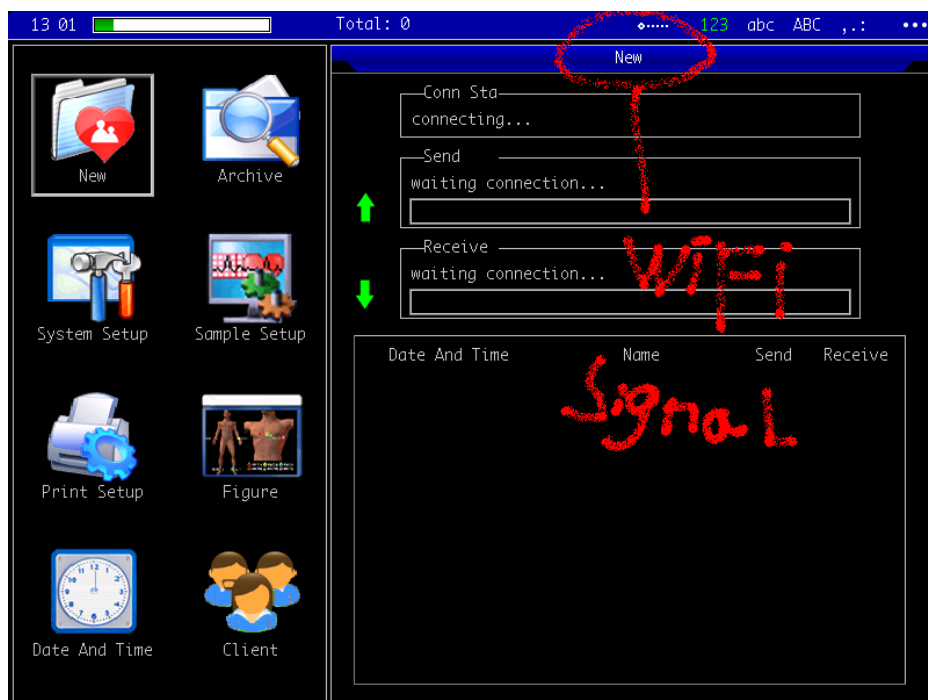 13 01 Total: 0 123 abc ABC ,.:
New
Conn Sta
connecting...
Send
waiting connection...
Receive
waiting connection...
WiFi
Date And Time Name Send Receive
Signal
New Archive
System Setup Sample Setup
Print Setup Figure
Date And Time Client